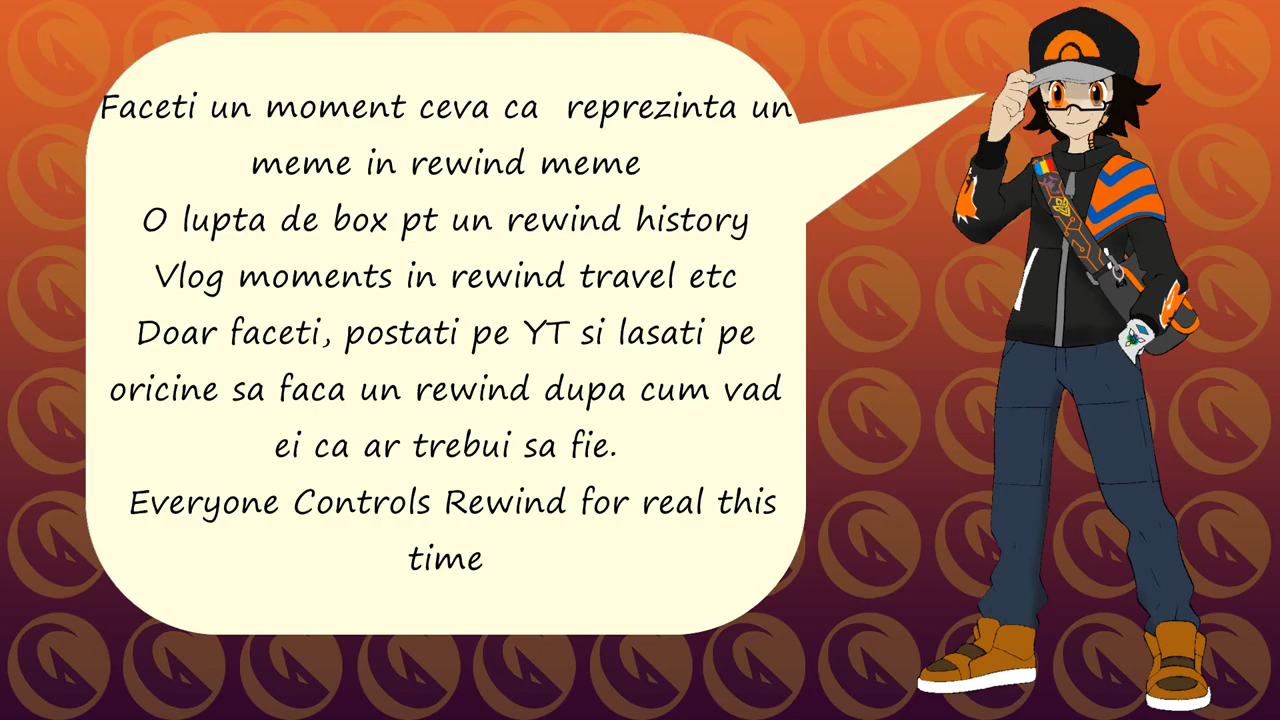 Faceti un moment ceva ca  reprezinta un
meme in rewind meme
O lupta de box pt un rewind history
Vlog moments in rewind travel etc
Doar faceti, postati pe YT si lasati pe
oricine sa faca un rewind dupa cum vad
ei ca ar trebui sa fie.
Everyone Controls Rewind for real this
time